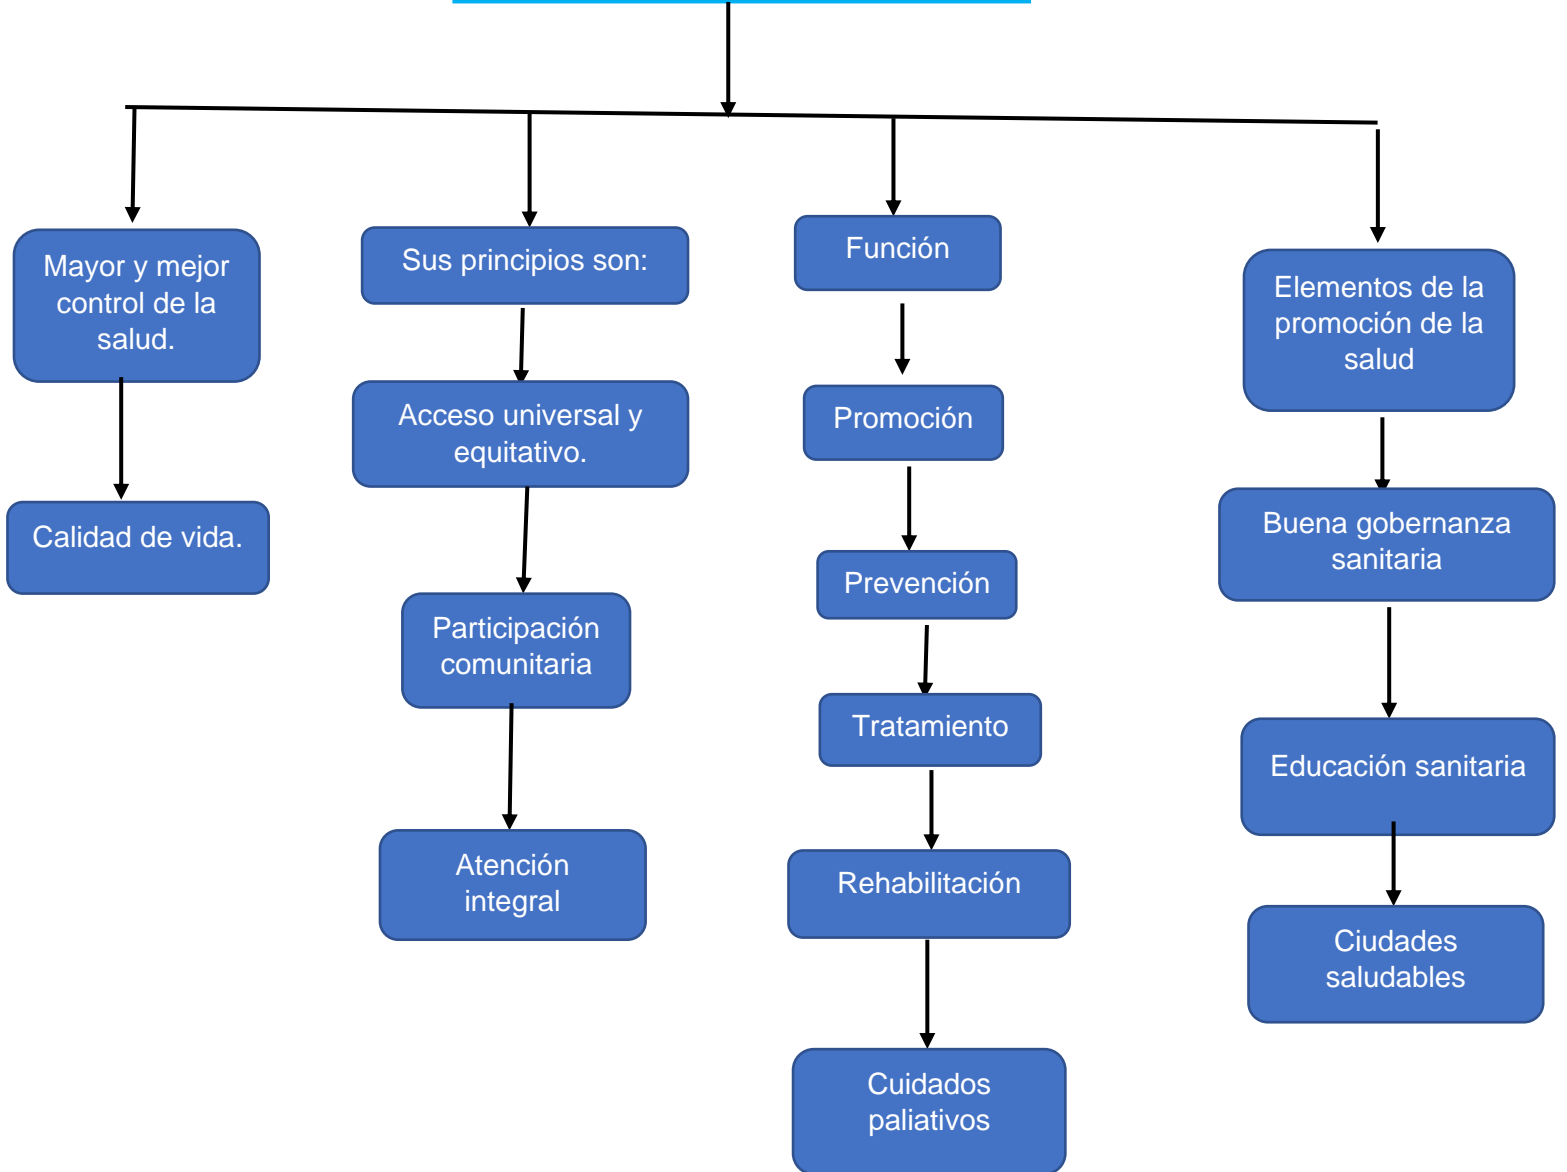 Mayor y mejor
control de la
salud.
Calidad de vida.
Sus principios son:
Acceso universal y
equitativo.
Participación
comunitaria
Atención
integral
Función
Promoción
Prevención
Tratamiento
Rehabilitación
Cuidados
paliativos
Elementos de la
promoción de la
salud
Buena gobernanza
sanitaria
Educación sanitaria
Ciudades
saludables